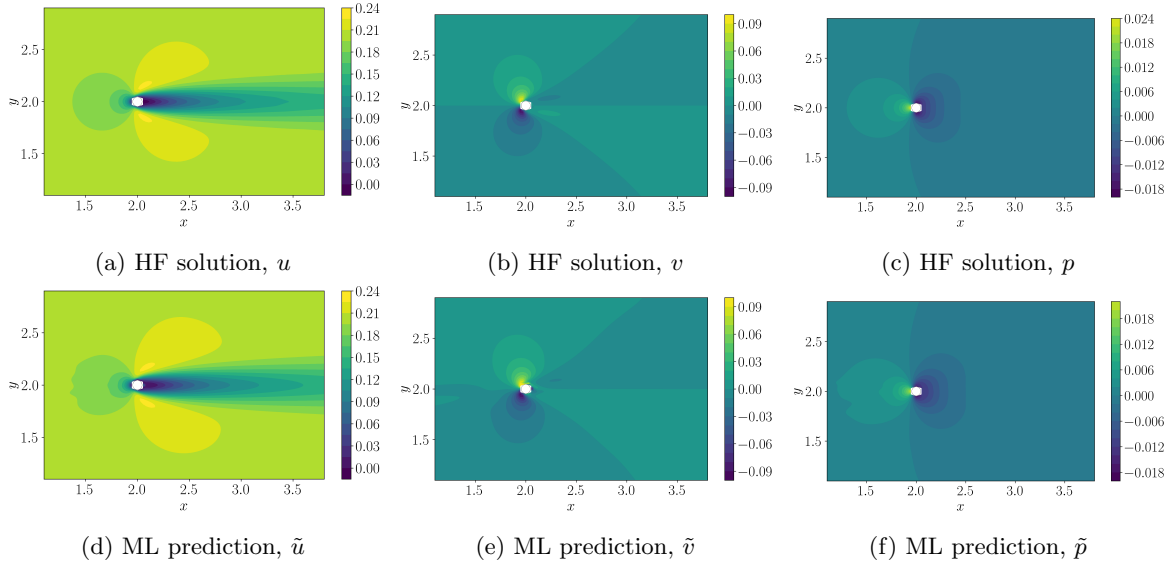 2.5
2.0
1.5
y
1.5 2.0 2.5 3.0 3.5
x
0.24
0.21
0.18
0.15
0.12
0.09
0.06
0.03
0.00
(a) HF solution, u
2.5
2.0
1.5
y
1.5 2.0 2.5 3.0 3.5
x
0.09
0.06
0.03
0.00
−0.03
−0.06
−0.09
(b) HF solution, v
2.5
2.0
1.5
y
1.5 2.0 2.5 3.0 3.5
x
0.024
0.018
0.012
0.006
0.000
−0.006
−0.012
−0.018
(c) HF solution, p
2.5
2.0
1.5
y
1.5 2.0 2.5 3.0 3.5
x
0.24
0.21
0.18
0.15
0.12
0.09
0.06
0.03
0.00
(d) ML prediction, ũ
2.5
2.0
1.5
y
1.5 2.0 2.5 3.0 3.5
x
0.09
0.06
0.03
0.00
−0.03
−0.06
−0.09
(e) ML prediction, ṽ
2.5
2.0
1.5
y
1.5 2.0 2.5 3.0 3.5
x
0.018
0.012
0.006
0.000
−0.006
−0.012
−0.018
(f) ML prediction, p̃